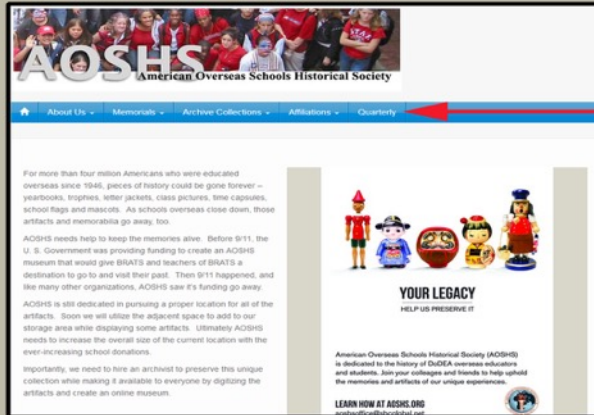 AOSHS
American Overseas Schools Historical Society
About Us
Memorials
Archive Collections
Affiliations
Quarterly
For more than four million Americans who were educated
overseas since 1946, pieces of history could be gone forever –
yearbooks, trophies, letter jackets, class pictures, time capsules,
school flags and mascots. As schools overseas close down, those
artifacts and memorabilia go away, too.
AOSHS needs help to keep the memories alive. Before 9/11, the
U. S. Government was providing funding to create an AOSHS
museum that would give BRATS and teachers of BRATS a
destination to go to and visit their past. Then 9/11 happened, and
like many other organizations, AOSHS saw it's funding go away.
AOSHS is still dedicated in pursuing a proper location for all of the
artifacts. Soon we will utilize the adjacent space to add to our
storage area while displaying some artifacts. Ultimately AOSHS
needs to increase the overall size of the current location with the
ever-increasing school donations.
Importantly, we need to hire an archivist to preserve this unique
collection while making it available to everyone by digitizing the
artifacts and create an online museum.
YOUR LEGACY
HELP US PRESERVE IT
American Overseas Schools Historical Society (AOSHS)
is dedicated to the history of DoDEA overseas educators
and students. Join your colleagues and friends to help uphold
the memories and artifacts of our unique experiences.
LEARN HOW AT AOSHS.ORG
aoshsoffice@sbcglobal.net